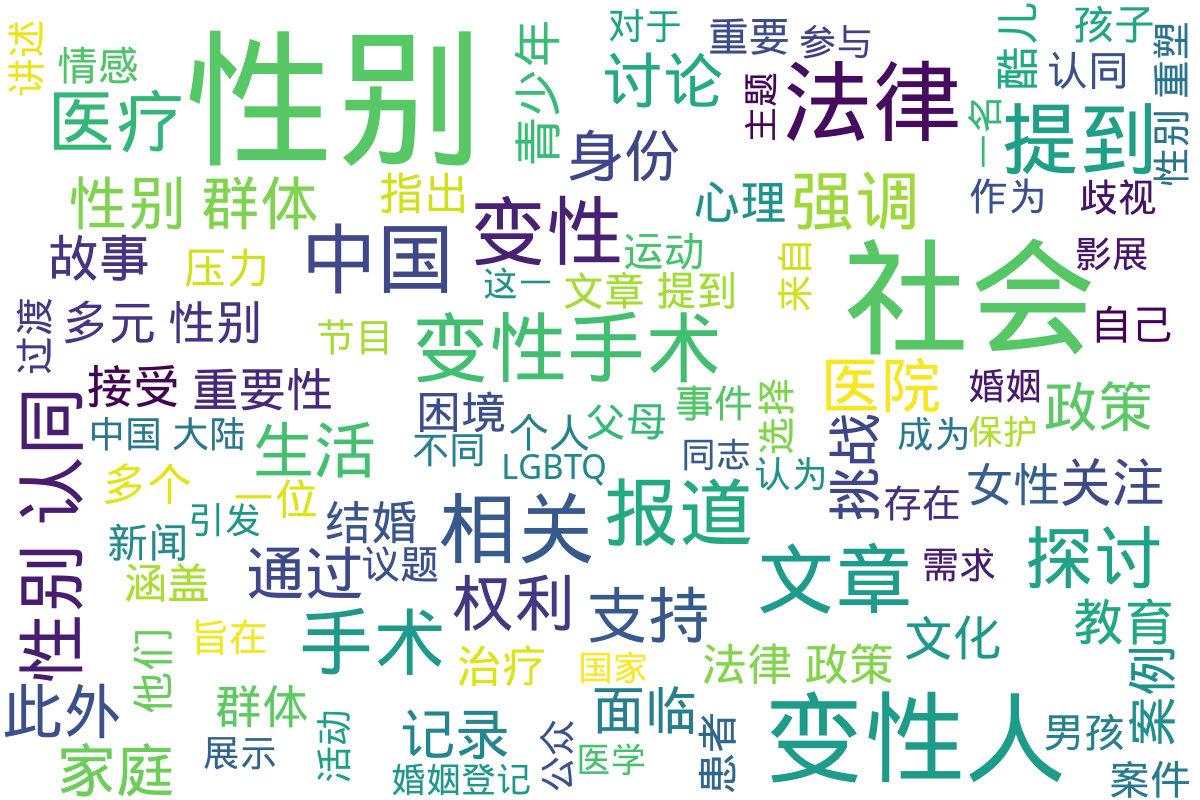 讲述
情感
医疗
性别
青少年
对于
重要
参与
讨论
主题
法律
酷儿
孩子
认同
重塑
一名
提到
性别
身份
性别 群体
指出
心理
强调
作为
歧视
故事
压力
中国
变性
运动
来自
社会
影展
这一
文章 提到
过渡
多元 性别
节目
变性手术
自己
接受
重要性
困境
父母
事件
选择
医院
婚姻
政策
性别 认同
中国 大陆
生活
不同
个人
LGBTQ
同志
认为
挑战
成为
保护
多个
一位
引发
结婚
相关
报道
存在
女性
关注
新闻
通过
议题
文章
需求
探讨
涵盖
权利
支持
教育
他们
旨在
手术
治疗
国家
法律 政策
文化
案例
此外
群体
活动
记录
公众
面临
患者
变性人
男孩
家庭
展示
婚姻登记
医学
案件